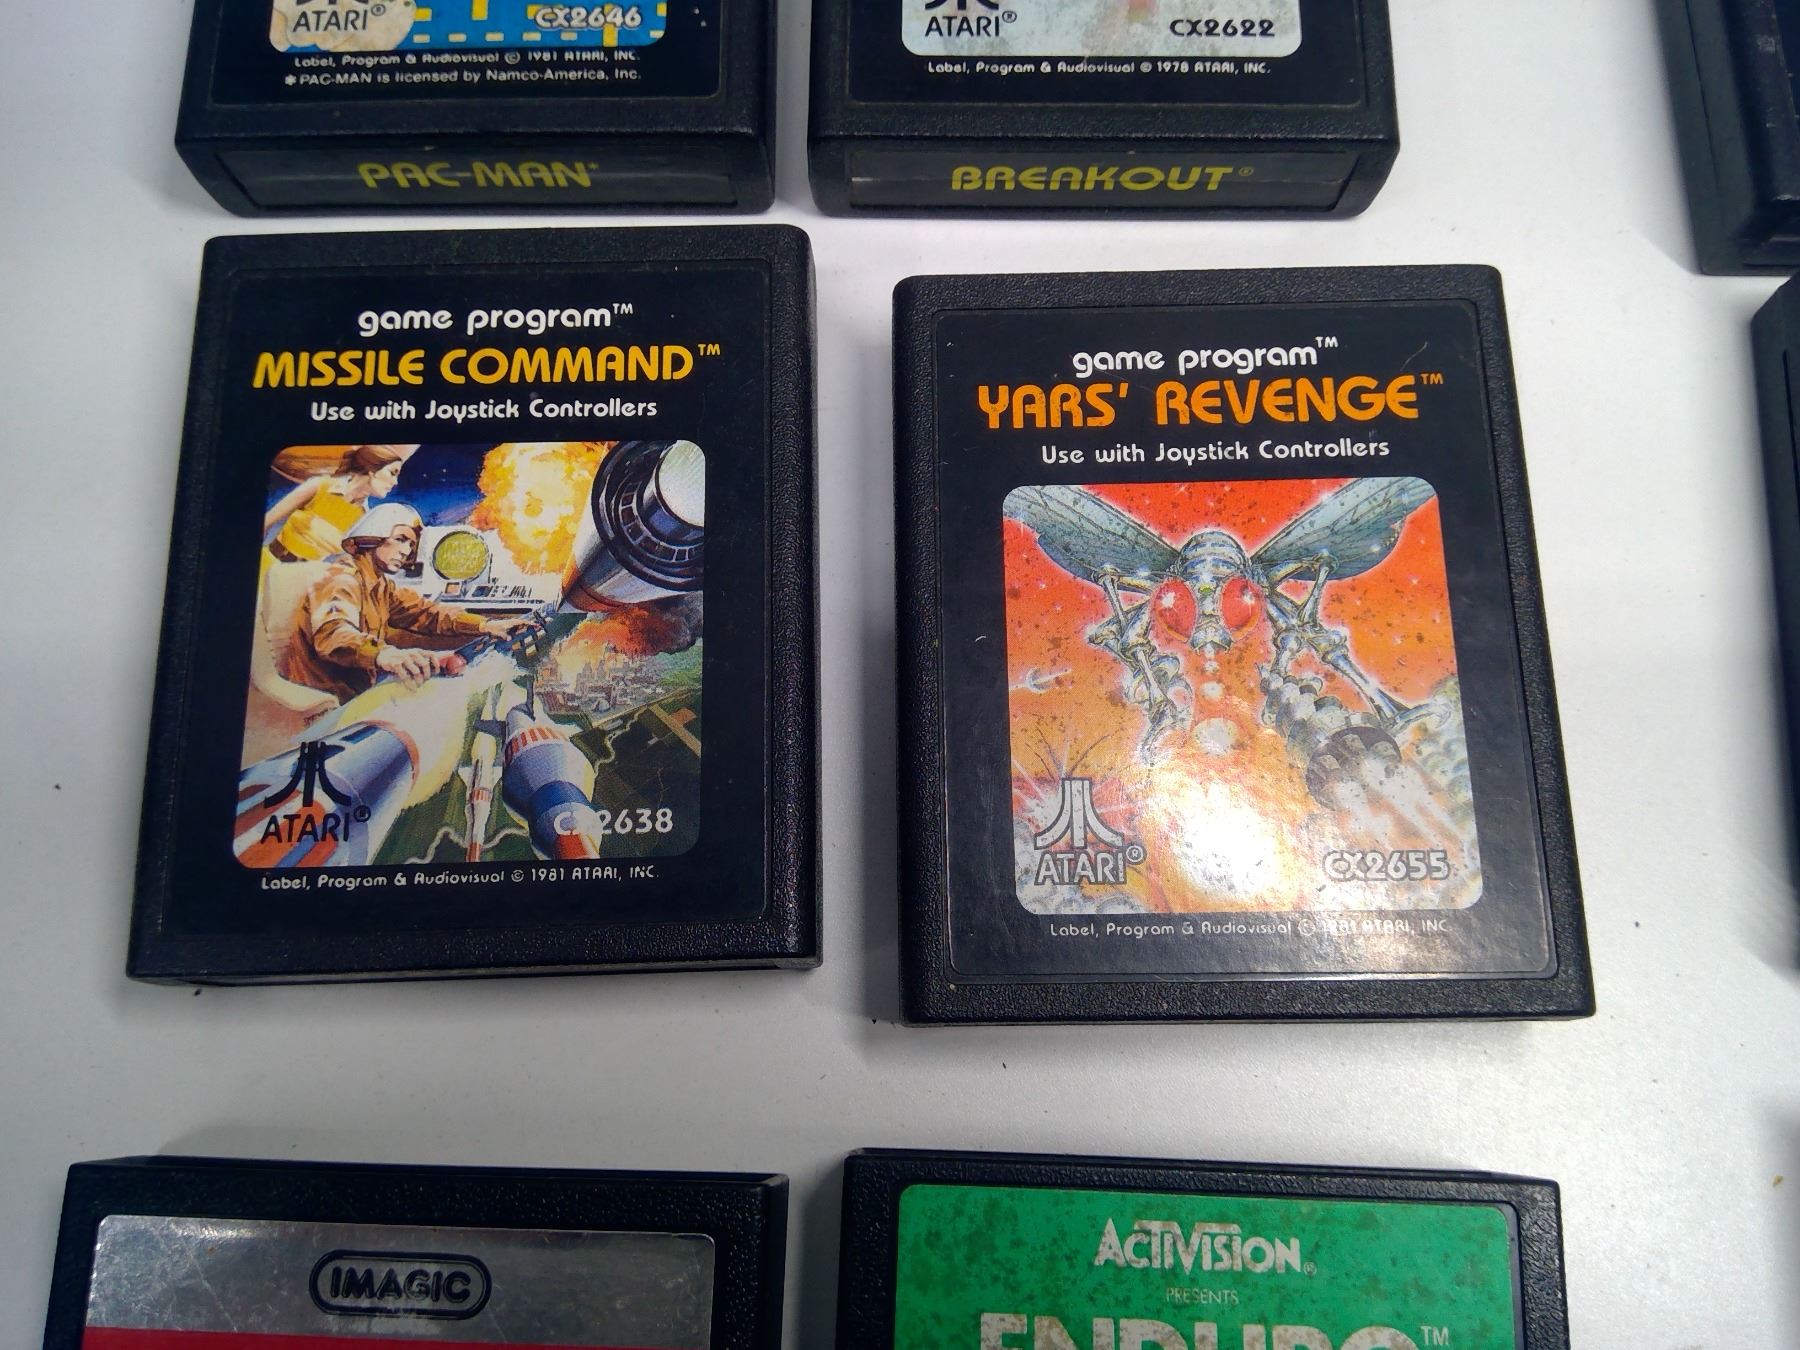 ATARI®
CX2646
Label, Program & Audiovisual © 1981 ATARI, INC.
* PAC-MAN is licensed by Namco-America, Inc.
PAC-MAN*
ATARI®
CX2622
Label, Program & Audiovisual © 1978 ATARI, INC.
BREAKOUT®
game program™
MISSILE COMMAND™
Use with Joystick Controllers
ATARI®
CX2638
Label, Program & Audiovisual © 1981 ATARI, INC.
game program™
YARS' REVENGE™
Use with Joystick Controllers
ATARI®
CX2655
Label, Program & Audiovisual © 1981 ATARI, INC.
IMAGIC
ACTIVISION®
PRESENTS
ENDURO™